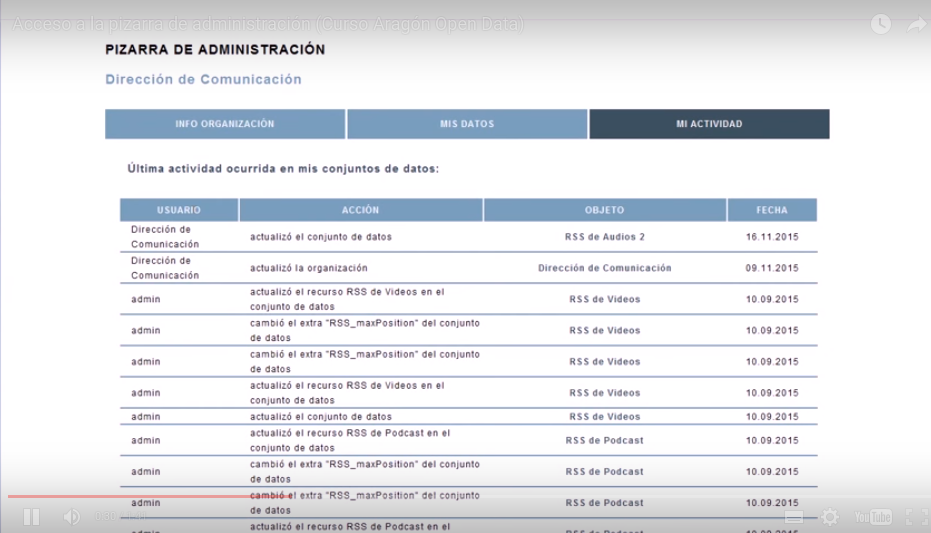 Acceso a la pizarra de administración (Curso Aragon Open Data)
PIZARRA DE ADMINISTRACIÓN
Dirección de Comunicación
INFO ORGANIZACIÓN MIS DATOS MI ACTIVIDAD
Última actividad ocurrida en mis conjuntos de datos:
USUARIO ACCIÓN OBJETO FECHA
Dirección de
Comunicación
actualizó el conjunto de datos RSS de Audios 2 16.11.2015
Dirección de
Comunicación
actualizó la organización Dirección de Comunicación 09.11.2015
admin
actualizó el recurso RSS de Videos en el
conjunto de datos
RSS de Videos 10.09.2015
admin
cambió el extra "RSS_maxPosition" del conjunto
de datos
RSS de Videos 10.09.2015
admin
cambió el extra "RSS_maxPosition" del conjunto
de datos
RSS de Videos 10.09.2015
admin
actualizó el recurso RSS de Videos en el
conjunto de datos
RSS de Videos 10.09.2015
admin actualizó el conjunto de datos RSS de Videos 10.09.2015
admin
actualizó el recurso RSS de Podcast en el
conjunto de datos
RSS de Podcast 10.09.2015
admin
cambió el extra "RSS_maxPosition" del conjunto
de datos
RSS de Podcast 10.09.2015
admin
cambió el extra "RSS_maxPosition" del conjunto
de datos
RSS de Podcast 10.09.2015
actualizó el recurso RSS de Podcast en el
YouTube